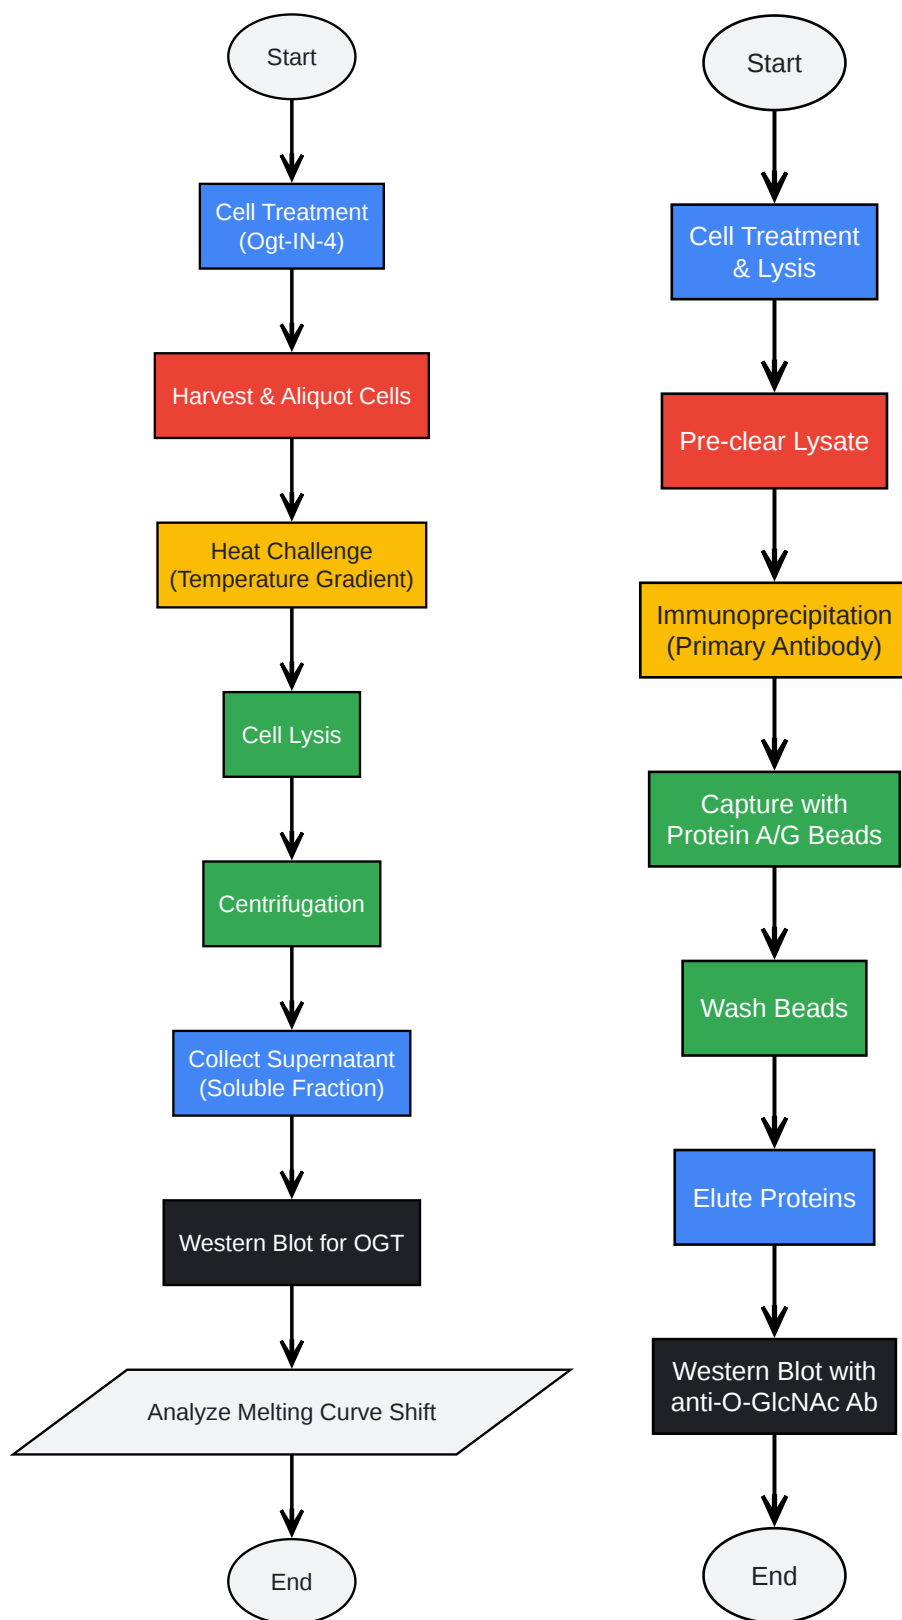 Start
Cell Treatment
(Ogt-IN-4)
Harvest & Aliquot Cells
Heat Challenge
(Temperature Gradient)
Cell Lysis
Centrifugation
Collect Supernatant
(Soluble Fraction)
Western Blot for OGT
Analyze Melting Curve Shift
End
Start
Cell Treatment
& Lysis
Pre-clear Lysate
Immunoprecipitation
(Primary Antibody)
Capture with
Protein A/G Beads
Wash Beads
Elute Proteins
Western Blot with
anti-O-GlcNAc Ab
End